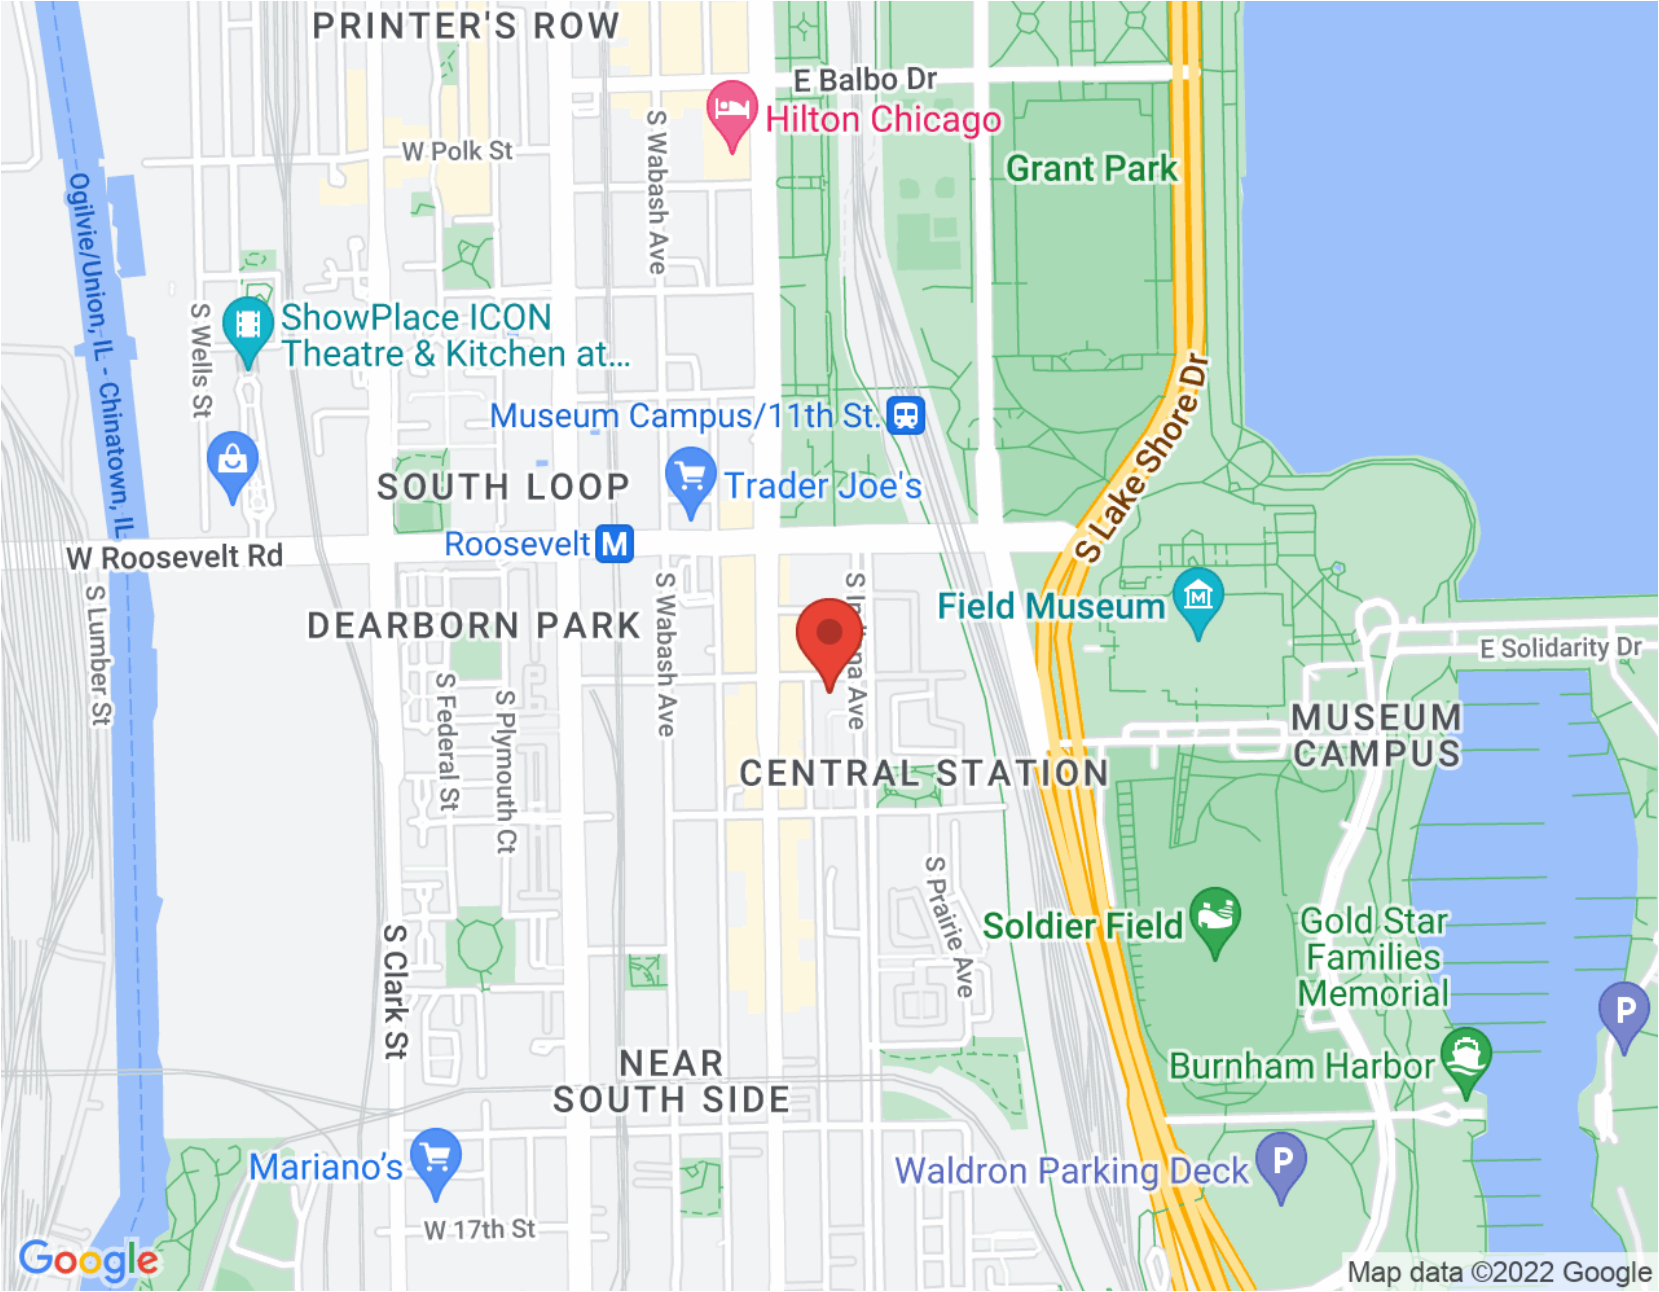 PRINTER'S ROW
E Balbo Dr
Hilton Chicago
W Polk St
S Wabash Ave
Grant Park
Ogilvie/Union, IL - Chinatown, IL
S Wells St
ShowPlace ICON
Theatre & Kitchen at...
S Lake Shore Dr
Museum Campus/11th St.
SOUTH LOOP
Trader Joe's
Roosevelt
M
W Roosevelt Rd
S Lumber St
DEARBORN PARK
S Wabash Ave
S Indiana Ave
Field Museum
M
E Solidarity Dr
S Federal St
S Plymouth Ct
MUSEUM
CAMPUS
CENTRAL STATION
S Prairie Ave
S Clark St
Soldier Field
Gold Star
Families
Memorial
P
NEAR
SOUTH SIDE
Burnham Harbor
Mariano's
Waldron Parking Deck
P
W 17th St
Google
Map data ©2022 Google